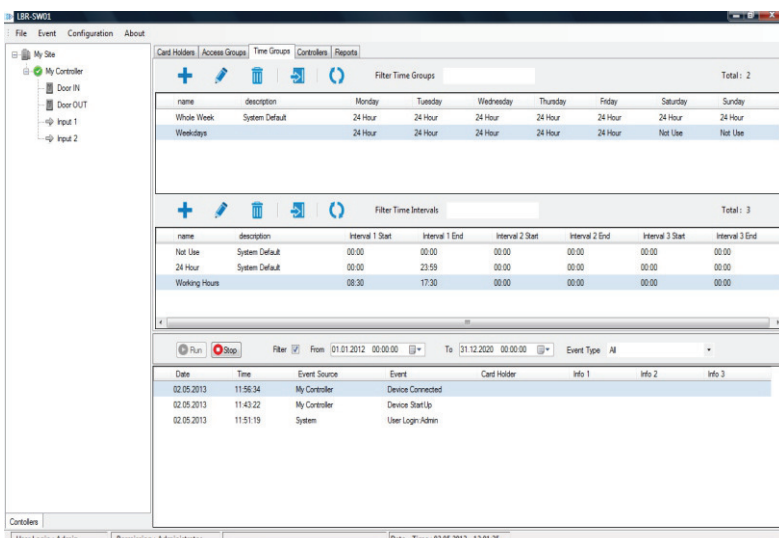 LBR-SW01
File Event Configuration About
My Site
My Controller
Door IN
Door OUT
Input 1
Input 2
Contollers
Card Holders Access Groups Time Groups Controllers Reports
Filter Time Groups Total : 2
name description Monday Tuesday Wednesday Thursday Friday Saturday Sunday
Whole Week System Default 24 Hour 24 Hour 24 Hour 24 Hour 24 Hour 24 Hour 24 Hour
Weekdays 24 Hour 24 Hour 24 Hour 24 Hour 24 Hour Not Use Not Use
Filter Time Intervals Total : 3
name description Interval 1 Start Interval 1 End Interval 2 Start Interval 2 End Interval 3 Start Interval 3 End
Not Use System Default 00:00 00:00 00:00 00:00 00:00 00:00
24 Hour System Default 00:00 23:59 00:00 00:00 00:00 00:00
Working Hours 08:30 17:30 00:00 00:00 00:00 00:00
Run Stop Filter From 01.01.2012 00:00:00 To 31.12.2020 00:00:00 Event Type All
Date Time Event Source Event Card Holder Info 1 Info 2 Info 3
02.05.2013 11:56:34 My Controller Device Connected
02.05.2013 11:43:22 My Controller Device StartUp
02.05.2013 11:51:19 System User Login:Admin